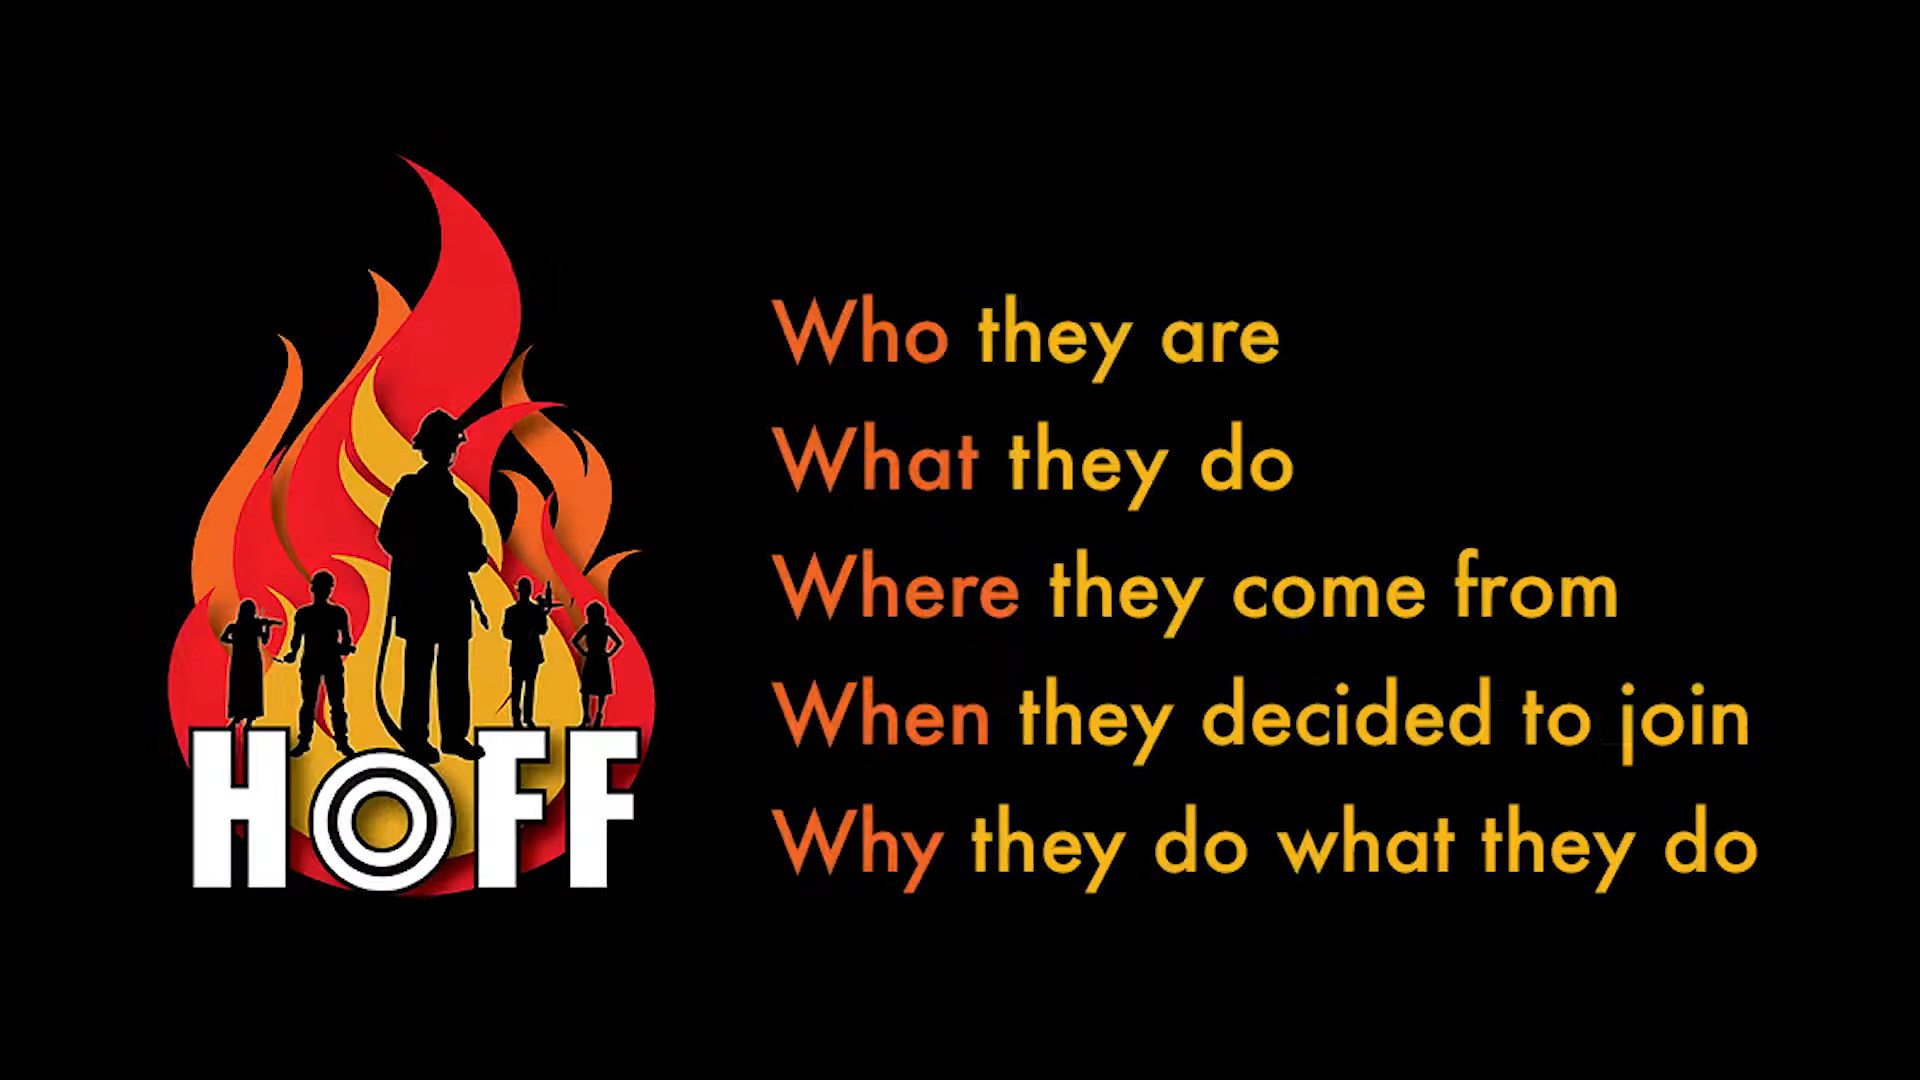 HOFF
Who they are
What they do
Where they come from
When they decided to join
Why they do what they do